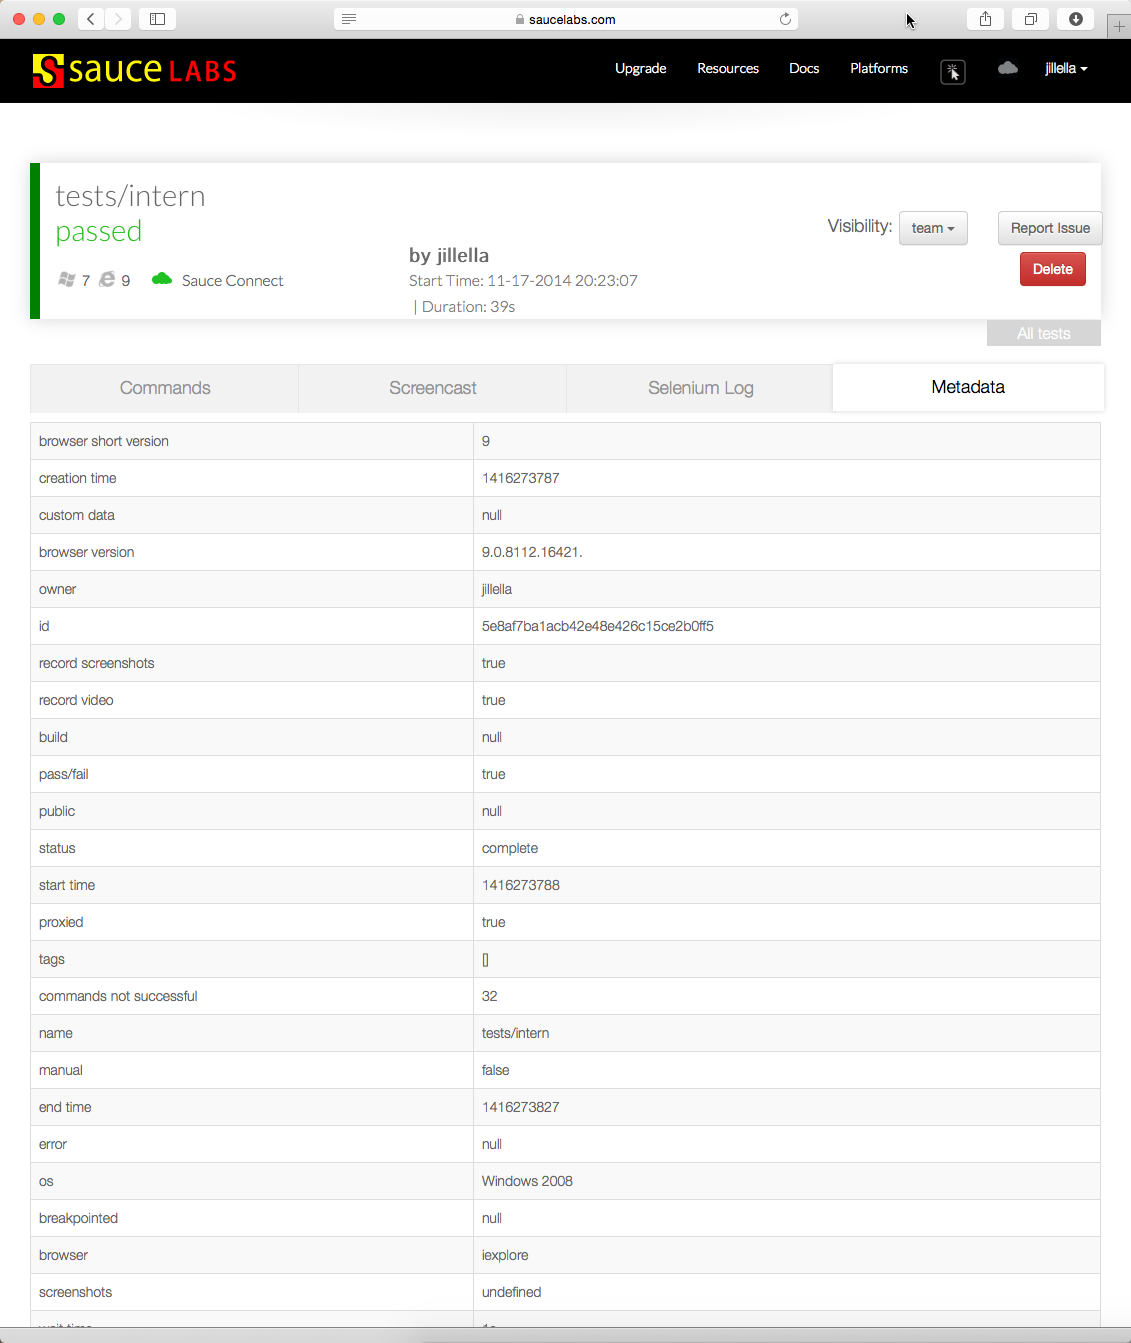 saucelabs.com
sauce LABS
Upgrade Resources Docs Platforms jillella
tests/intern
passed
7 9 Sauce Connect
by jillella
Start Time: 11-17-2014 20:23:07
| Duration: 39s
Visibility: team
Report Issue
Delete
All tests
Commands Screencast Selenium Log Metadata
browser short version 9
creation time 1416273787
custom data null
browser version 9.0.8112.16421.
owner jillella
id 5e8af7ba1acb42e48e426c15ce2b0ff5
record screenshots true
record video true
build null
pass/fail true
public null
status complete
start time 1416273788
proxied true
tags []
commands not successful 32
name tests/intern
manual false
end time 1416273827
error null
os Windows 2008
breakpointed null
browser iexplore
screenshots undefined